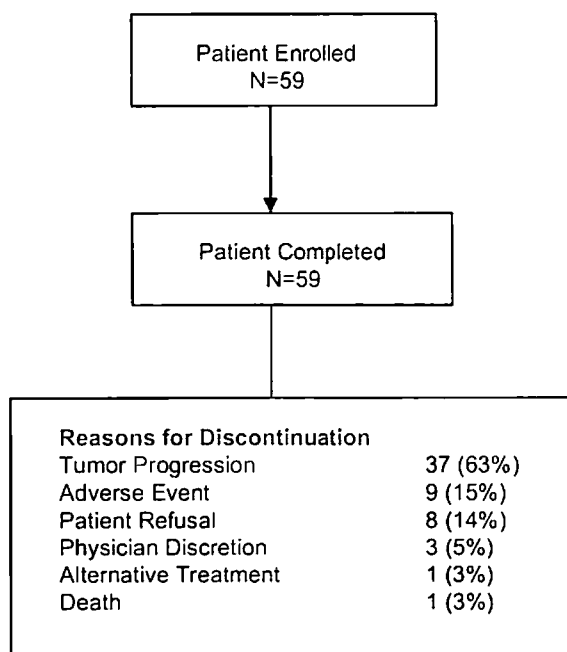 Patient Enrolled
N=59
Patient Completed
N=59
Reasons for Discontinuation
Tumor Progression 37 (63%)
Adverse Event 9 (15%)
Patient Refusal 8 (14%)
Physician Discretion 3 (5%)
Alternative Treatment 1 (3%)
Death 1 (3%)